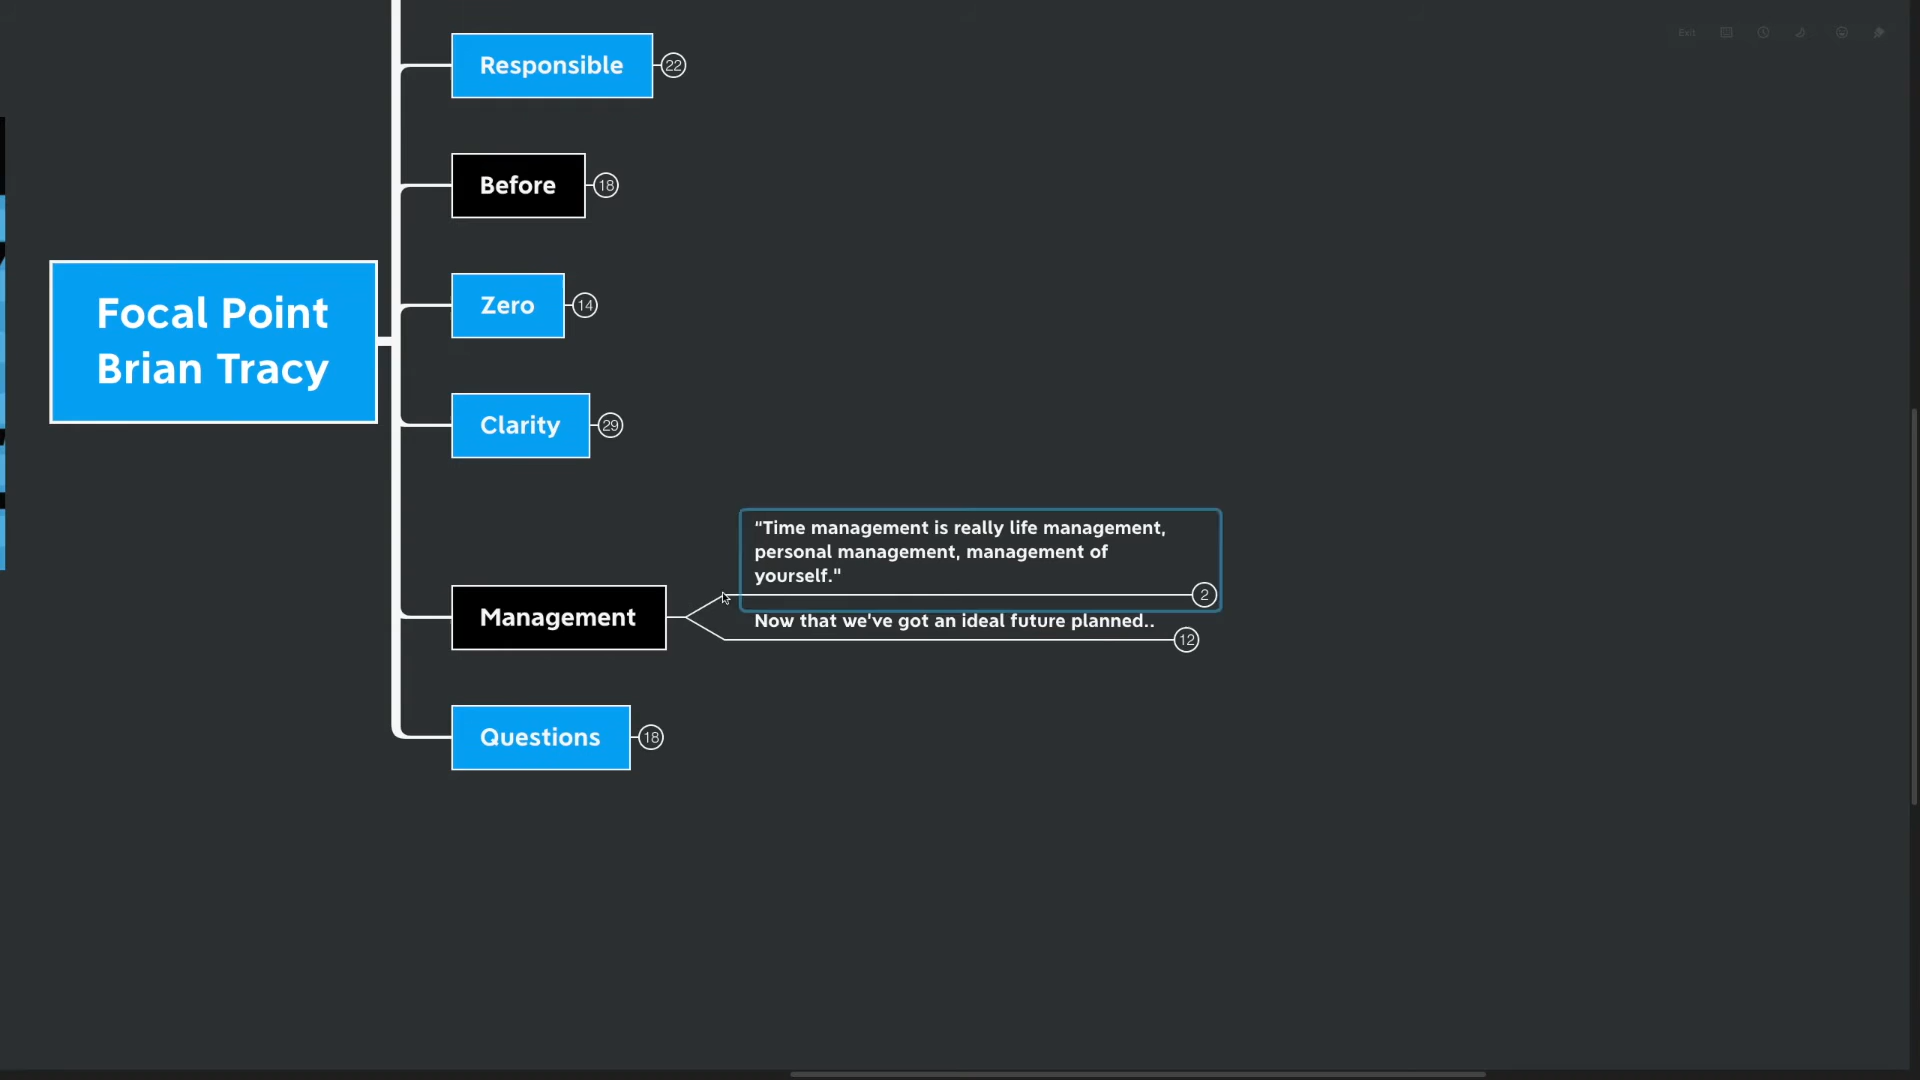 Exit
Responsible 22
Before 18
Zero 14
Focal Point
Brian Tracy
Clarity 29
“Time management is really life management,
personal management, management of
yourself."
2
Management
Now that we've got an ideal future planned..
12
Questions 18